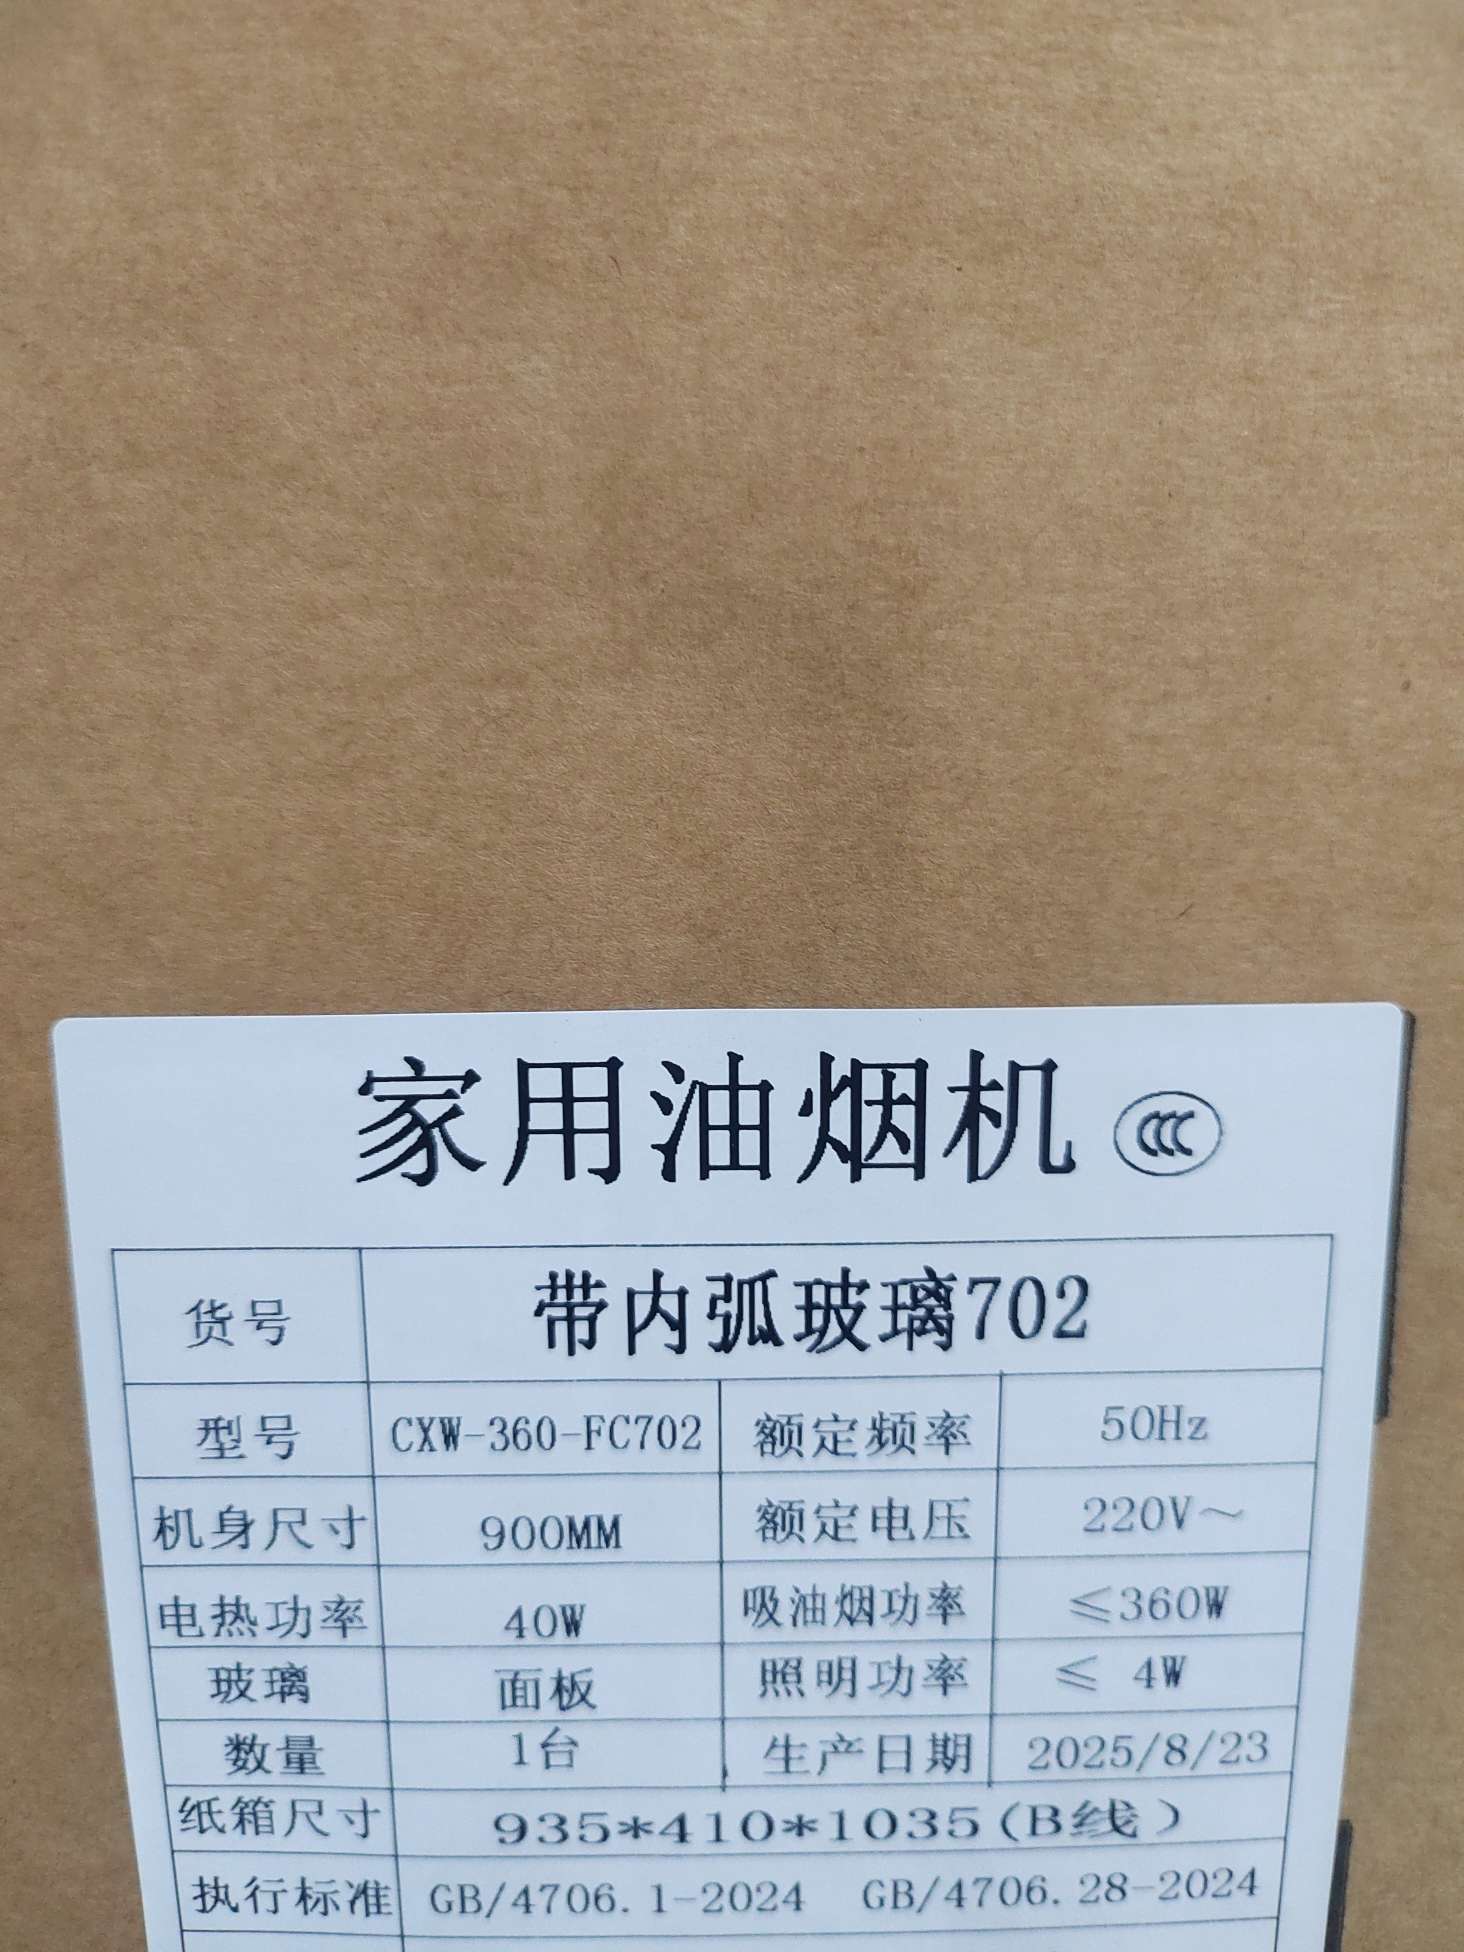 家用油烟机 CCC
货号 带内弧玻璃702
型号 CXW-360-FC702 额定频率 50Hz
机身尺寸 900MM 额定电压 220V～
电热功率 40W 吸油烟功率 ≤360W
玻璃 面板 照明功率 ≤ 4W
数量 1台 生产日期 2025/8/23
纸箱尺寸 935*410*1035(B线)
执行标准 GB/4706.1-2024 GB/4706.28-2024